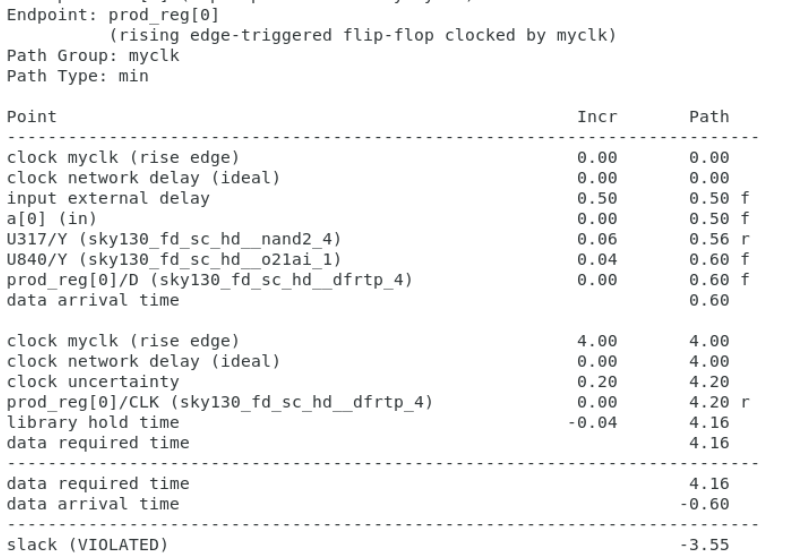 Endpoint: prod_reg[0]
(rising edge-triggered flip-flop clocked by myclk)
Path Group: myclk
Path Type: min
Point Incr Path
---------------------------------------------------------------------------
clock myclk (rise edge) 0.00 0.00
clock network delay (ideal) 0.00 0.00
input external delay 0.50 0.50 f
a[0] (in) 0.00 0.50 f
U317/Y (sky130_fd_sc_hd__nand2_4) 0.06 0.56 r
U840/Y (sky130_fd_sc_hd__o21ai_1) 0.04 0.60 f
prod_reg[0]/D (sky130_fd_sc_hd__dfrtp_4) 0.00 0.60 f
data arrival time 0.60
clock myclk (rise edge) 4.00 4.00
clock network delay (ideal) 0.00 4.00
clock uncertainty 0.20 4.20
prod_reg[0]/CLK (sky130_fd_sc_hd__dfrtp_4) 0.00 4.20 r
library hold time -0.04 4.16
data required time 4.16
---------------------------------------------------------------------------
data required time 4.16
data arrival time -0.60
---------------------------------------------------------------------------
slack (VIOLATED) -3.55